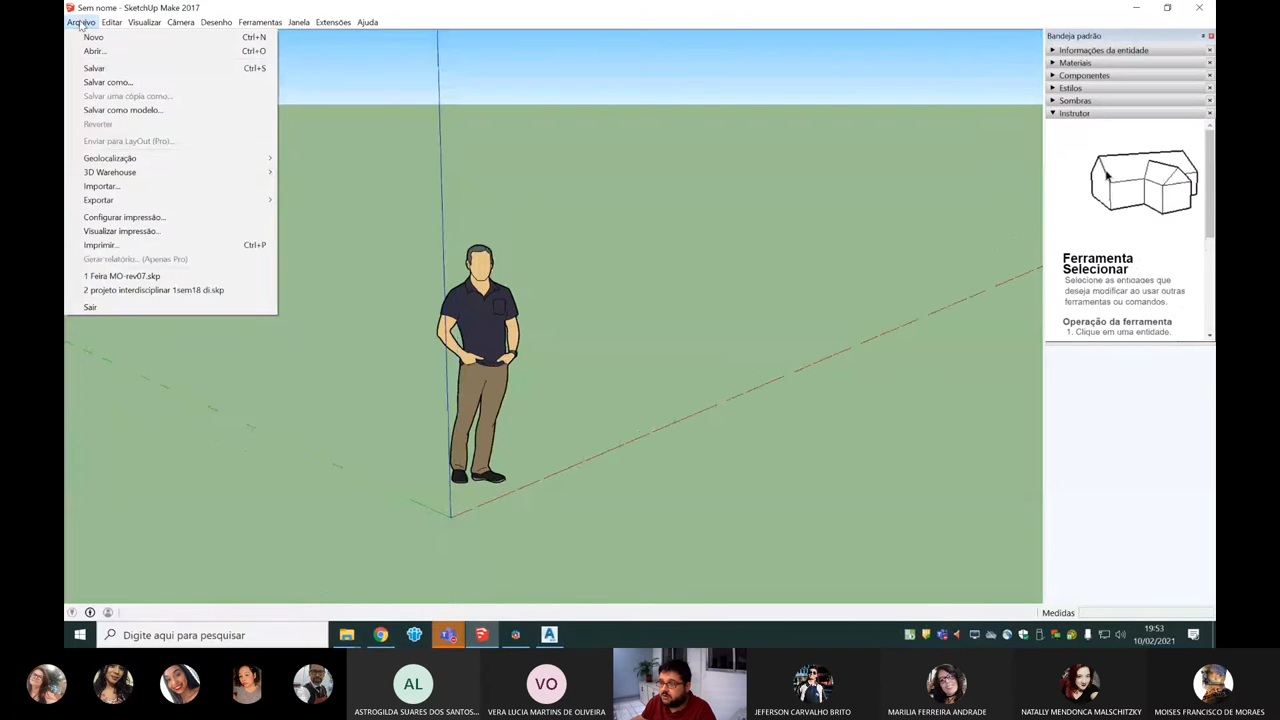 Sem nome - SketchUp Make 2017
Arquivo Editar Visualizar Câmera Desenho Ferramentas Janela Extensões Ajuda
Novo Ctrl+N
Abrir... Ctrl+O
Salvar Ctrl+S
Salvar como...
Salvar uma cópia como...
Salvar como modelo...
Reverter
Enviar para LayOut (Pro)...
Geolocalização
3D Warehouse
Importar...
Exportar
Configurar impressão...
Visualizar impressão...
Imprimir... Ctrl+P
Gerar relatório... (Apenas Pro)
1 Feira MO-rev07.skp
2 projeto interdisciplinar 1sem18 di.skp
Sair
Bandeja padrão
Informações da entidade
Materiais
Componentes
Estilos
Sombras
Instrutor
Ferramenta
Selecionar
Selecione as entidades que
deseja modificar ao usar outras
ferramentas ou comandos.
Operação da ferramenta
1. Clique em uma entidade.
Medidas
Digite aqui para pesquisar
19:53
10/02/2021
AL
VO
ASTROGILDA SUARES DOS SANTOS...
VERA LUCIA MARTINS DE OLIVEIRA
JEFERSON CARVALHO BRITO
MARILIA FERREIRA ANDRADE
NATALLY MENDONCA MALSCHITZKY
MOISES FRANCISCO DE MORAES